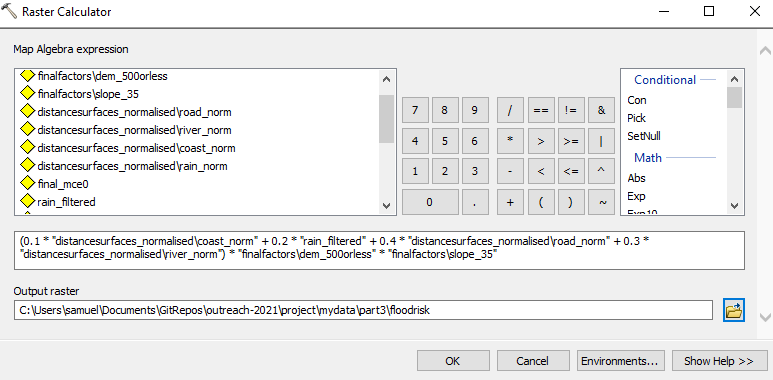 Raster Calculator
Map Algebra expression
finalfactors\dem_500orless
finalfactors\slope_35
distancesurfaces_normalised\road_norm
distancesurfaces_normalised\river_norm
distancesurfaces_normalised\coast_norm
distancesurfaces_normalised\rain_norm
final_mce0
rain_filtered
7 8 9 / == != &
4 5 6 * > >= |
1 2 3 - < <= ^
0 . + ( ) ~
Conditional
Con
Pick
SetNull
Math
Abs
Exp
Exp10
(0.1 * "distancesurfaces_normalised\coast_norm" + 0.2 * "rain_filtered" + 0.4 * "distancesurfaces_normalised\road_norm" + 0.3 *
"distancesurfaces_normalised\river_norm") * "finalfactors\dem_500orless" * "finalfactors\slope_35"
Output raster
C:\Users\samuel\Documents\GitRepos\outreach-2021\project\mydata\part3\floodrisk
OK Cancel Environments... Show Help >>